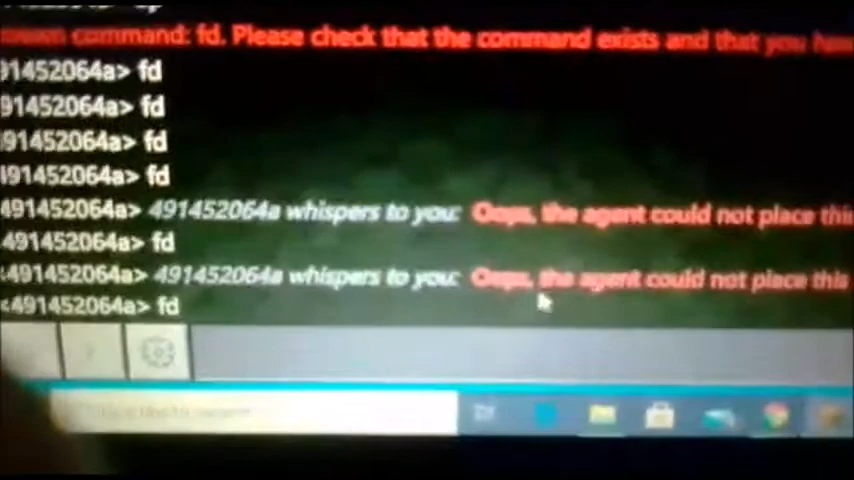 command: fd. Please check that the command exists and that you have
91452064a> fd
91452064a> fd
491452064a> fd
491452064a> fd
491452064a> 491452064a whispers to you: Oops, the agent could not place this
491452064a> fd
<491452064a> 491452064a whispers to you: Oops, the agent could not place this
<491452064a> fd